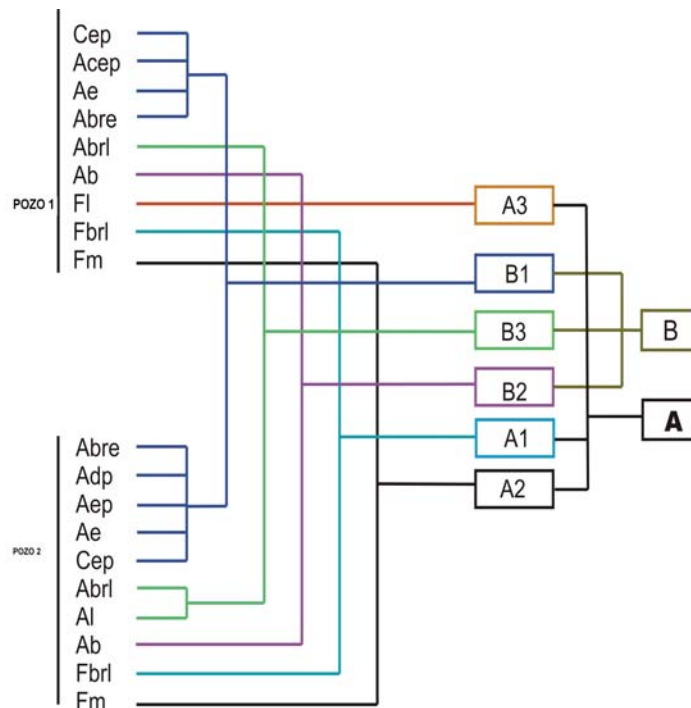 Cep
Acep
Ae
Abre
Abrl
Ab
POZO 1
Fl
Fbrl
Fm
A3
B1
B3
B
B2
A
A1
A2
Abre
Adp
Aep
Ae
POZO 2
Cep
Abrl
Al
Ab
Fbrl
Fm